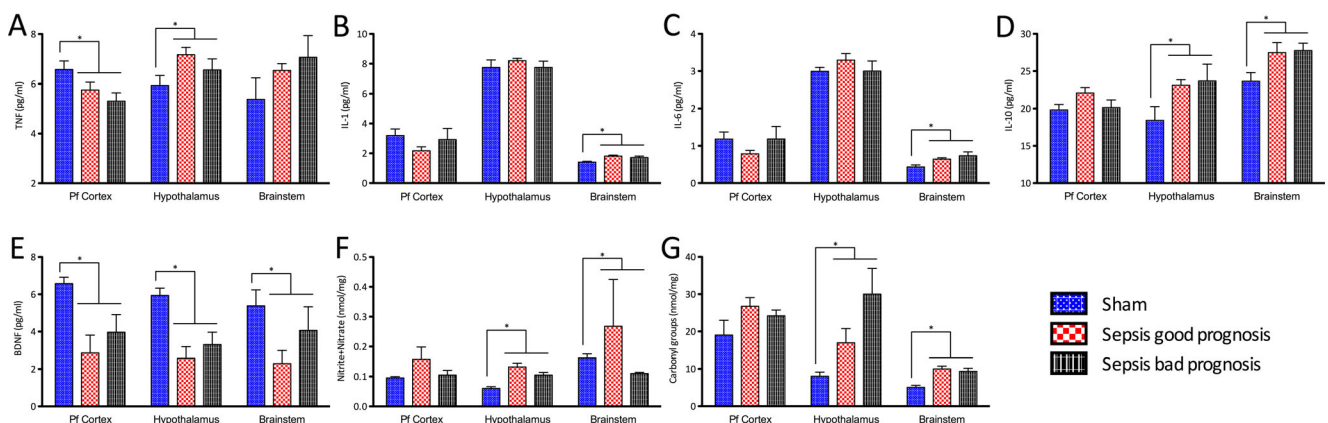 A
TNF (pg/ml)
8
6
4
2
*
*
Pf Cortex
Hypothalamus
Brainstem
B
IL-1 (pg/ml)
10
8
6
4
2
0
*
Pf Cortex
Hypothalamus
Brainstem
C
IL-6 (pg/ml)
4
3
2
1
0
*
Pf Cortex
Hypothalamus
Brainstem
D
IL-10 (pg/ml)
30
25
20
15
10
*
*
Pf Cortex
Hypothalamus
Brainstem
E
BDNF (pg/ml)
8
6
4
2
0
*
*
*
Pf Cortex
Hypothalamus
Brainstem
F
Nitrite+Nitrate (nmol/mg)
0.5
0.4
0.3
0.2
0.1
0.0
*
*
Pf Cortex
Hypothalamus
Brainstem
G
Carbonyl groups (nmol/mg)
40
30
20
10
0
*
*
Pf Cortex
Hypothalamus
Brainstem
Sham
Sepsis good prognosis
Sepsis bad prognosis